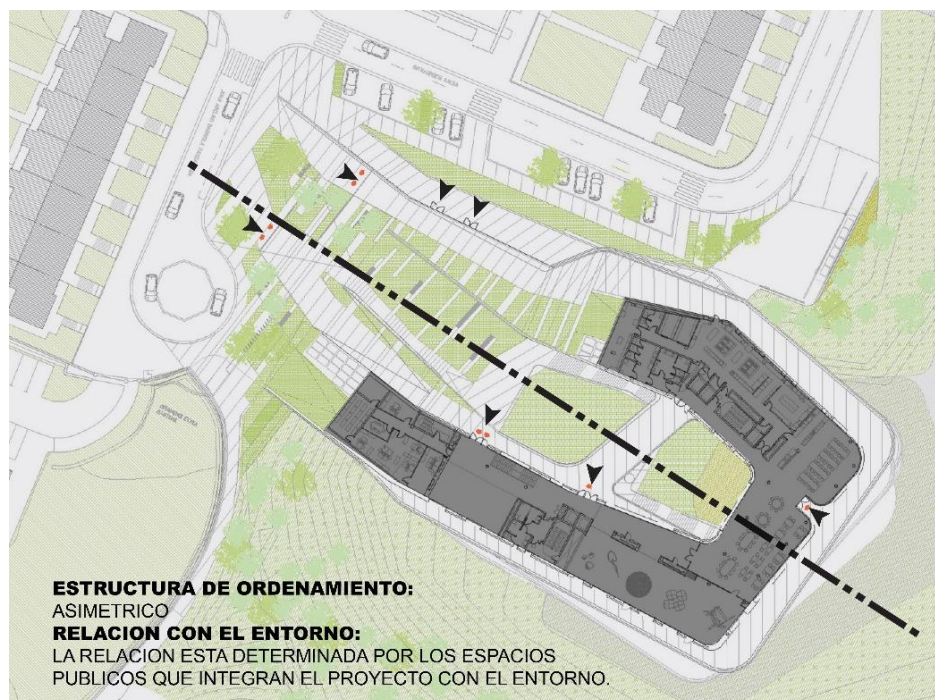 ESTRUCTURA DE ORDENAMIENTO:
ASIMETRICO
RELACION CON EL ENTORNO:
LA RELACION ESTA DETERMINADA POR LOS ESPACIOS
PUBLICOS QUE INTEGRAN EL PROYECTO CON EL ENTORNO.